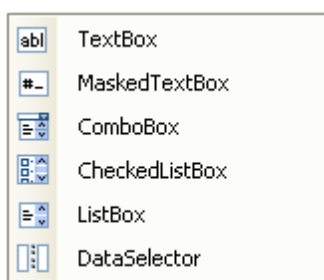 abl TextBox
#_ MaskedTextBox
ComboBox
CheckedListBox
ListBox
DataSelector